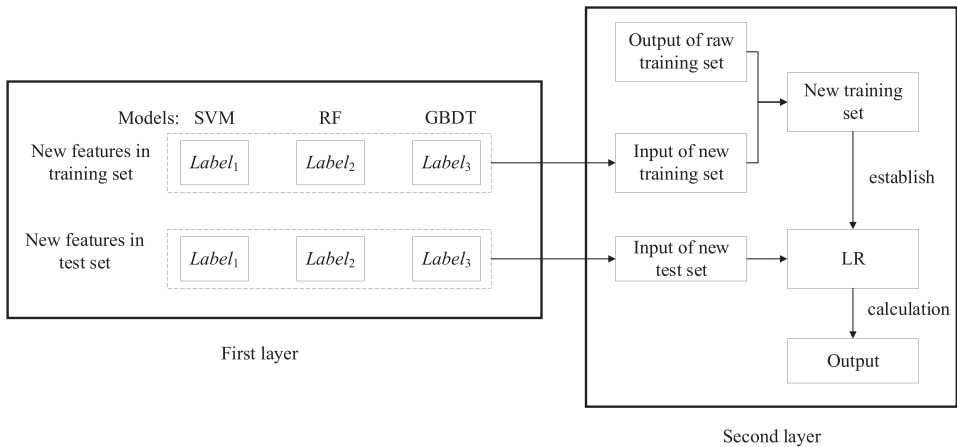 Models: SVM RF GBDT
New features in
training set
Label₁ Label₂ Label₃
New features in
test set
Label₁ Label₂ Label₃
First layer
Output of raw
training set
Input of new
training set
New training
set
establish
Input of new
test set
LR
calculation
Output
Second layer